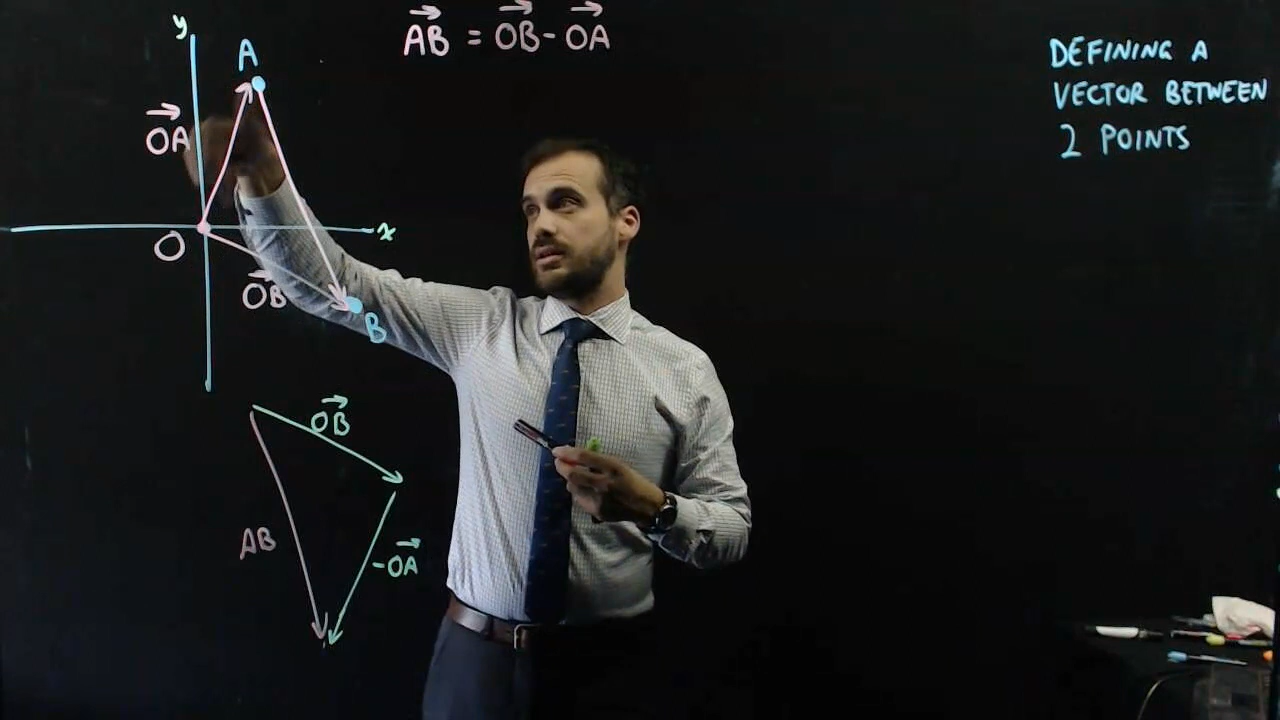 AB = OB - OA
DEFINING A
VECTOR BETWEEN
2 POINTS
y
A
OA
x
O
OB
B
OB
AB
-OA